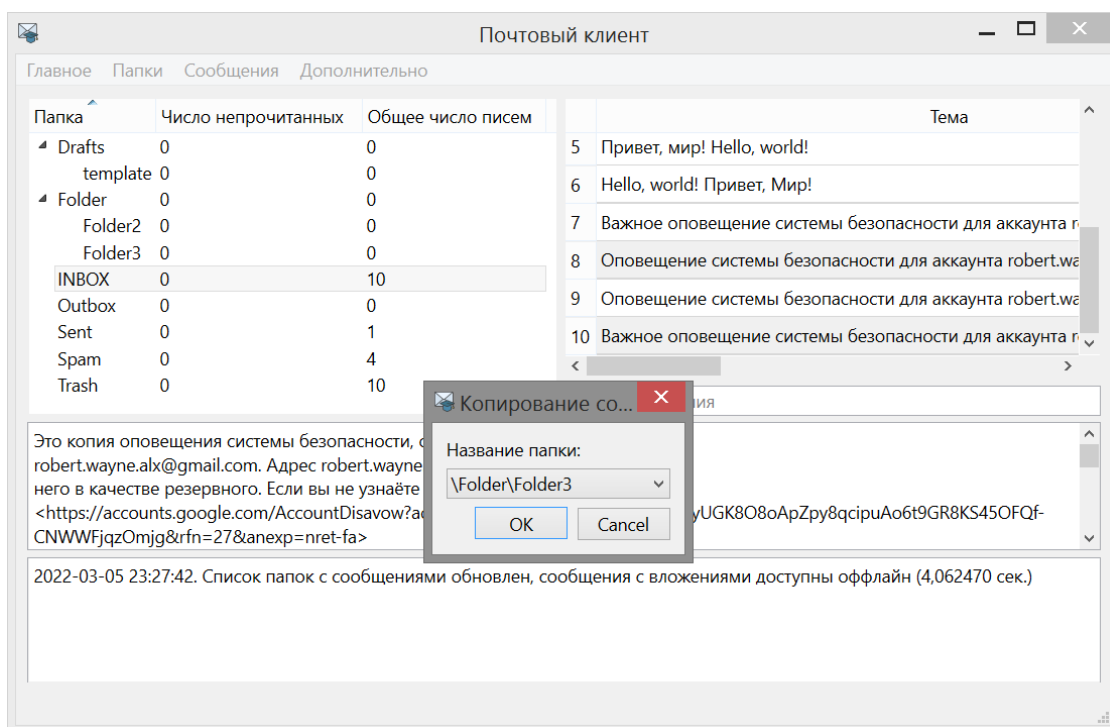 Почтовый клиент
Главное Папки Сообщения Дополнительно
Папка Число непрочитанных Общее число писем
Drafts 0 0
template 0 0
Folder 0 0
Folder2 0 0
Folder3 0 0
INBOX 0 10
Outbox 0 0
Sent 0 1
Spam 0 4
Trash 0 10
Тема
5 Привет, мир! Hello, world!
6 Hello, world! Привет, Мир!
7 Важное оповещение системы безопасности для аккаунта
8 Оповещение системы безопасности для аккаунта robert.wa
9 Оповещение системы безопасности для аккаунта robert.wa
10 Важное оповещение системы безопасности для аккаунта
Копирование со...
Название папки:
\Folder\Folder3
OK Cancel
Это копия оповещения системы безопасности,
robert.wayne.alx@gmail.com. Адрес robert.wayne
него в качестве резервного. Если вы не узнаёте
<https://accounts.google.com/AccountDisavow?ad yUGK8O8oApZpy8qcipuAo6t9GR8KS45OFQf-
CNWWFjqzOmjg&rfn=27&anexp=nret-fa>
2022-03-05 23:27:42. Список папок с сообщениями обновлен, сообщения с вложениями доступны оффлайн (4,062470 сек.)